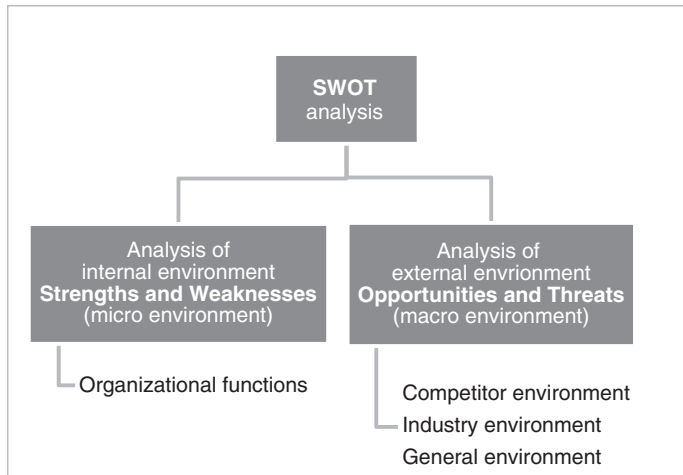 SWOT
analysis
Analysis of
internal environment
Strengths and Weaknesses
(micro environment)
Analysis of
external envrionment
Opportunities and Threats
(macro environment)
Organizational functions
Competitor environment
Industry environment
General environment